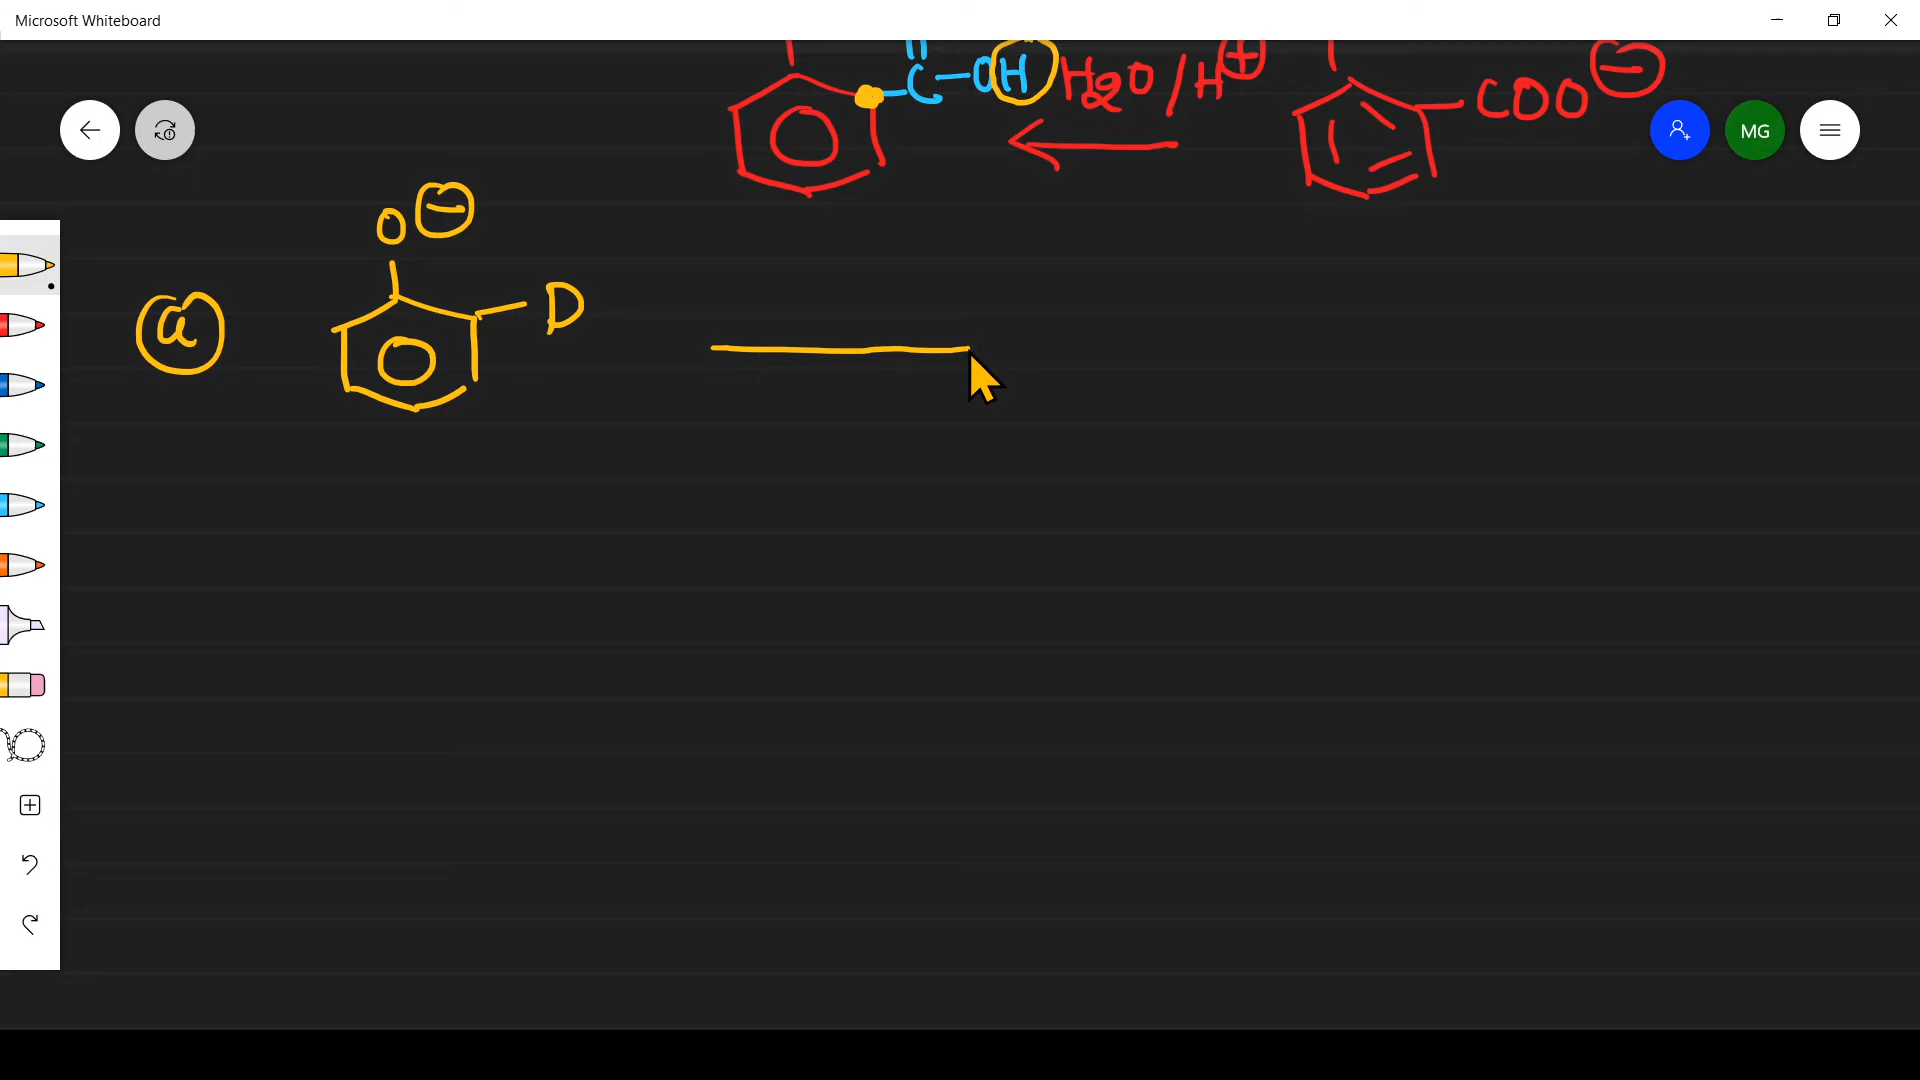 Microsoft Whiteboard
C-OH H2O/H⊕ COO⊖
MG
O⊖
ⓐ D